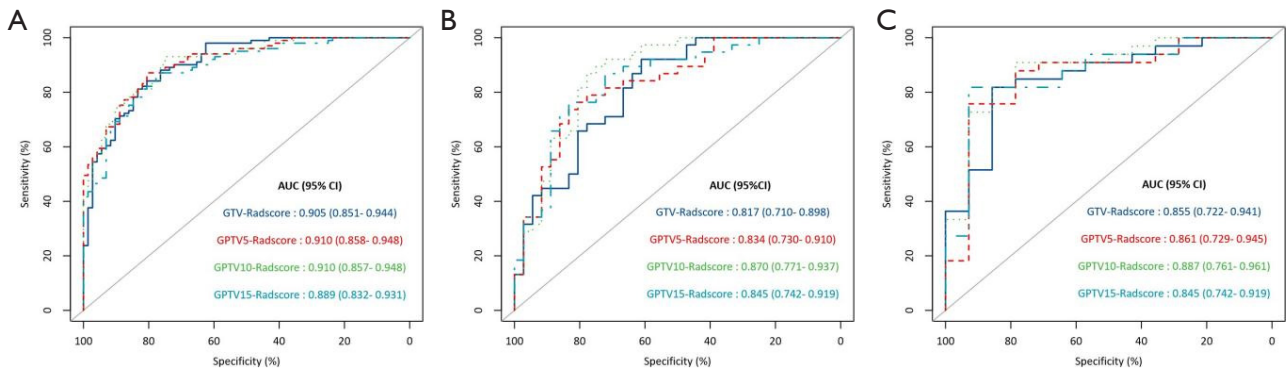 A
Sensitivity (%)
100
80
60
40
20
0
AUC (95% CI)
GTV-Radscore : 0.905 (0.851- 0.944)
GPTV5-Radscore : 0.910 (0.858- 0.948)
GPTV10-Radscore : 0.910 (0.857- 0.948)
GPTV15-Radscore : 0.889 (0.832- 0.931)
100 80 60 40 20 0
Specificity (%)
B
Sensitivity (%)
100
80
60
40
20
0
AUC (95%CI)
GTV-Radscore : 0.817 (0.710- 0.898)
GPTV5-Radscore : 0.834 (0.730- 0.910)
GPTV10-Radscore : 0.870 (0.771- 0.937)
GPTV15-Radscore : 0.845 (0.742- 0.919)
100 80 60 40 20 0
Specificity (%)
C
Sensitivity (%)
100
80
60
40
20
0
AUC (95% CI)
GTV-Radscore : 0.855 (0.722- 0.941)
GPTV5-Radscore : 0.861 (0.729- 0.945)
GPTV10-Radscore : 0.887 (0.761- 0.961)
GPTV15-Radscore : 0.845 (0.742- 0.919)
100 80 60 40 20 0
Specificity (%)